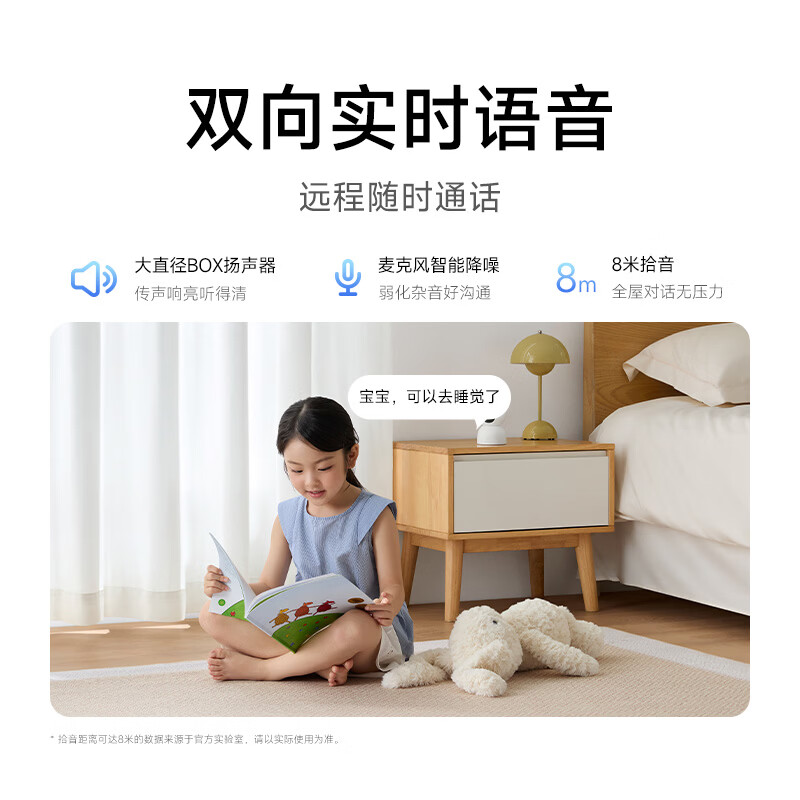 双向实时语音
远程随时通话
大直径BOX扬声器
传声响亮听得清
麦克风智能降噪
弱化杂音好沟通
8m
8米拾音
全屋对话无压力
宝宝，可以去睡觉了
* 拾音距离可达8米的数据来源于官方实验室，请以实际使用为准。